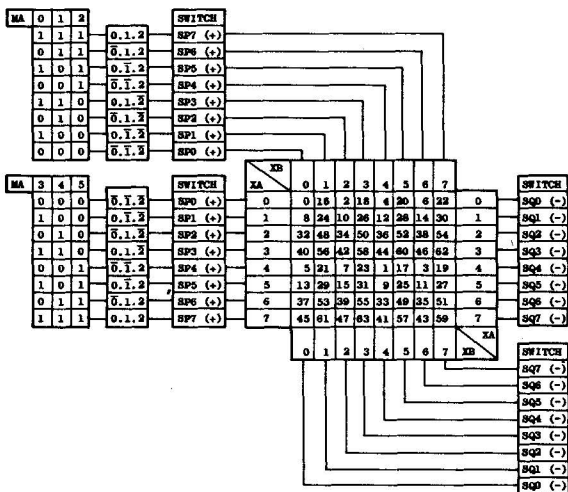 MA 0 1 2 SWITCH
1 1 1 0.1.2 SP7 (+)
0 1 1 0̅.1.2 SP6 (+)
1 0 1 0.1̅.2 SP5 (+)
0 0 1 0̅.1̅.2 SP4 (+)
1 1 0 0.1.2̅ SP3 (+)
0 1 0 0̅.1.2̅ SP2 (+)
1 0 0 0.1̅.2̅ SP1 (+)
0 0 0 0̅.1̅.2̅ SP0 (+)
XB
XA 0 1 2 3 4 5 6 7
MA 3 4 5 SWITCH SWITCH
0 0 0 0̅.1̅.2̅ SP0 (+) 0 0 16 2 18 4 20 6 22 0 SQ0 (-)
1 0 0 0.1̅.2̅ SP1 (+) 1 8 24 10 26 12 28 14 30 1 SQ1 (-)
0 1 0 0̅.1.2̅ SP2 (+) 2 32 48 34 50 36 52 38 54 2 SQ2 (-)
1 1 0 0.1.2̅ SP3 (+) 3 40 56 42 58 44 60 46 62 3 SQ3 (-)
0 0 1 0̅.1̅.2 SP4 (+) 4 5 21 7 23 1 17 3 19 4 SQ4 (-)
1 0 1 0.1̅.2 SP5 (+) 5 13 29 15 31 9 25 11 27 5 SQ5 (-)
0 1 1 0̅.1.2 SP6 (+) 6 37 53 39 55 33 49 35 51 6 SQ6 (-)
1 1 1 0.1.2 SP7 (+) 7 45 61 47 63 41 57 43 59 7 SQ7 (-)
0 1 2 3 4 5 6 7 XB XA
SWITCH
SQ7 (-)
SQ6 (-)
SQ5 (-)
SQ4 (-)
SQ3 (-)
SQ2 (-)
SQ1 (-)
SQ0 (-)